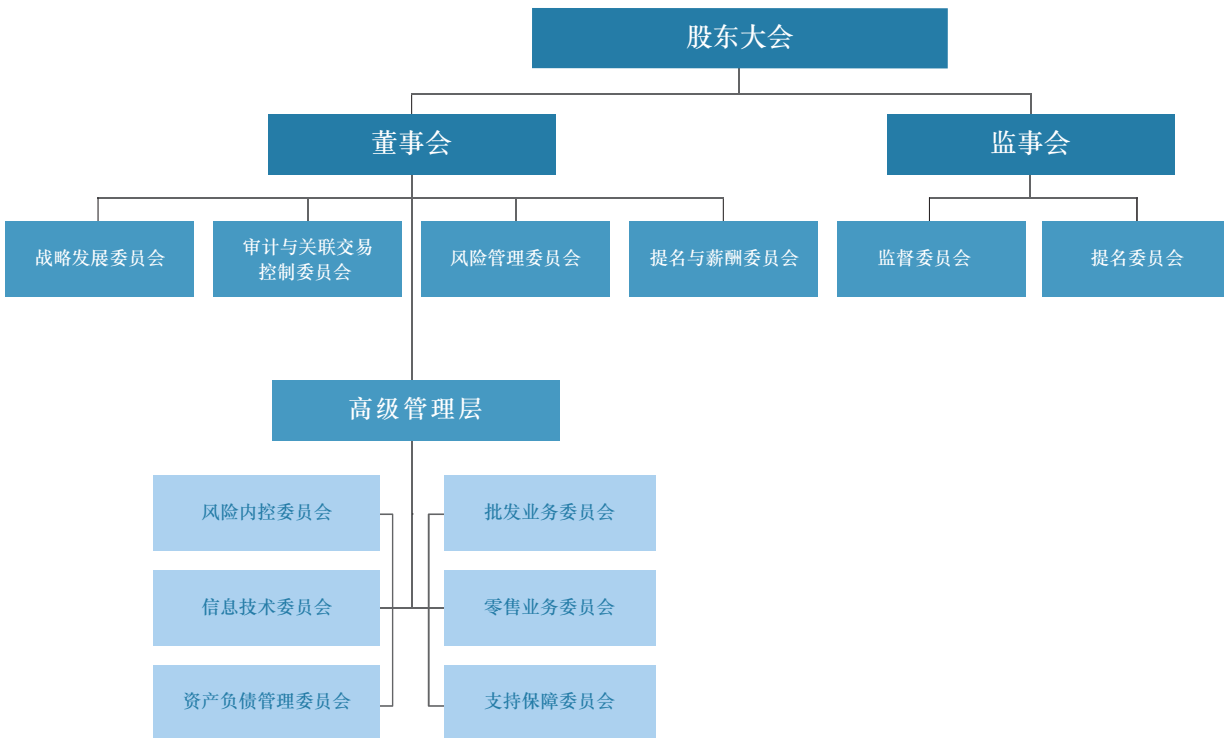 股东大会
董事会
监事会
战略发展委员会
审计与关联交易
控制委员会
风险管理委员会
提名与薪酬委员会
监督委员会
提名委员会
高级管理层
风险内控委员会
批发业务委员会
信息技术委员会
零售业务委员会
资产负债管理委员会
支持保障委员会